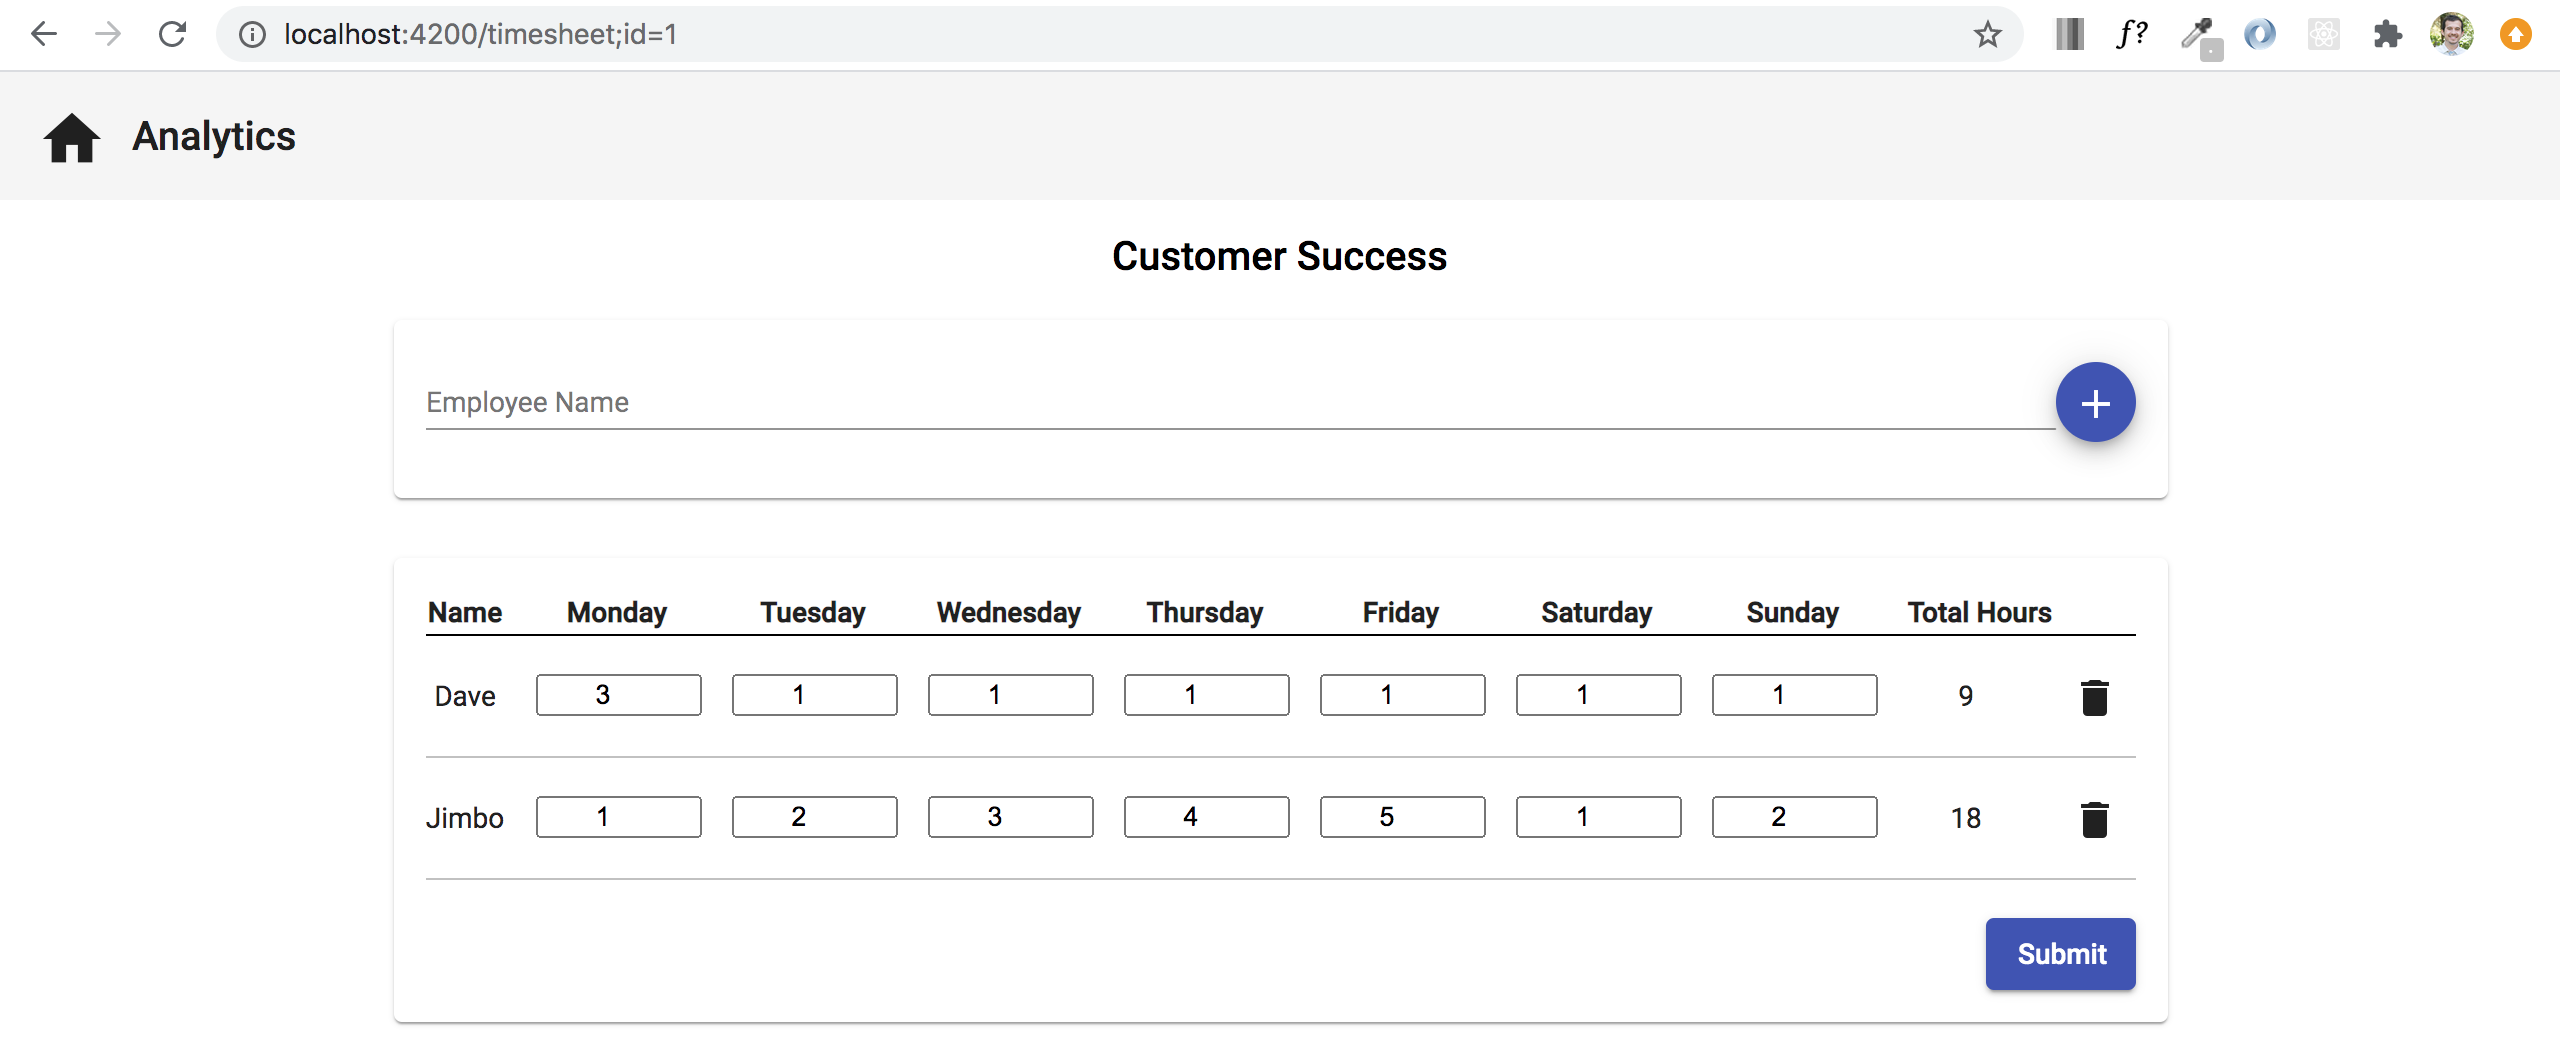 localhost:4200/timesheet;id=1 f?
Analytics
Customer Success
Employee Name
Name Monday Tuesday Wednesday Thursday Friday Saturday Sunday Total Hours
Dave 3 1 1 1 1 1 1 9
Jimbo 1 2 3 4 5 1 2 18
Submit